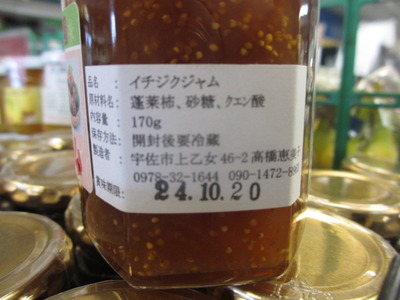 品名 : イチジクジャム
原材料名: 蓬莱柿、砂糖、クエン酸
内容量 : 170g
保存方法: 開封後要冷蔵
製造者 : 宇佐市上乙女46-2 高橋恵美子
0978-32-1644 090-1472-
賞味期限: 24.10.20